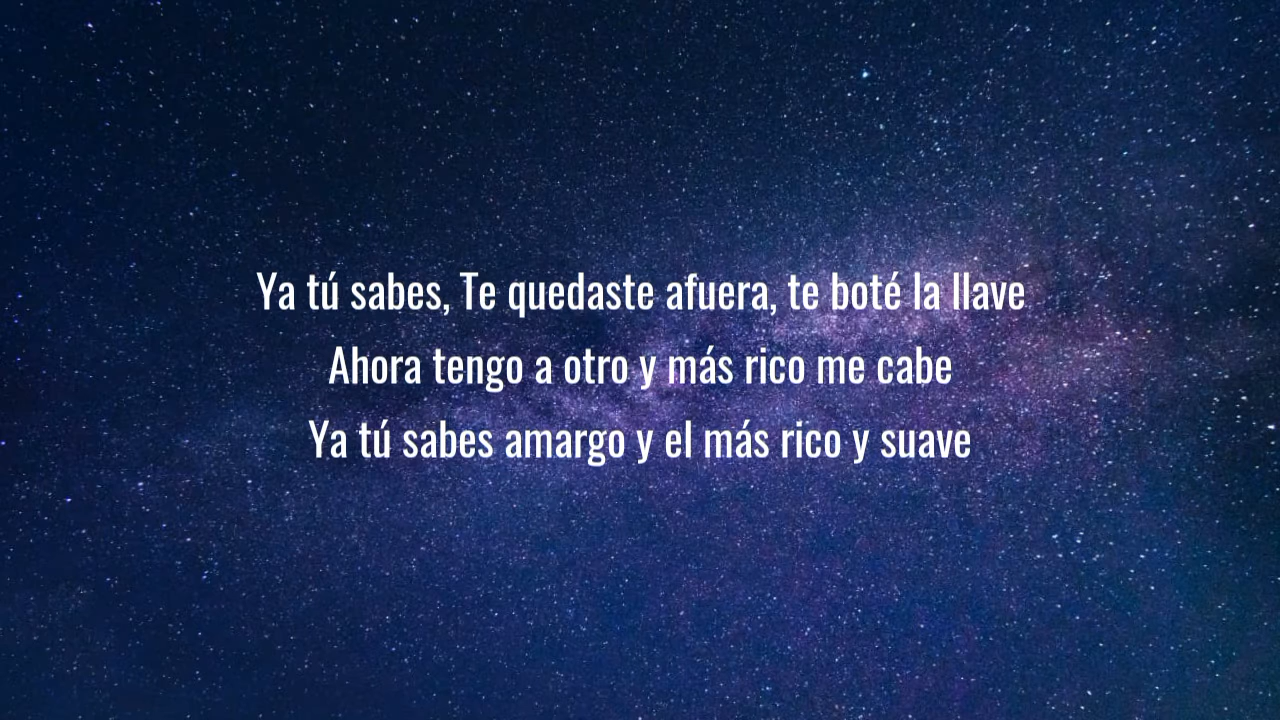 Ya tú sabes, Te quedaste afuera, te boté la llave
Ahora tengo a otro y más rico me cabe
Ya tú sabes amargo y el más rico y suave